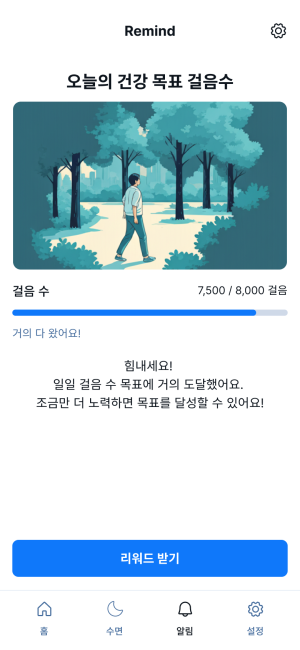 Remind
오늘의 건강 목표 걸음수
걸음 수
7,500 / 8,000 걸음
거의 다 왔어요!
힘내세요!
일일 걸음 수 목표에 거의 도달했어요.
조금만 더 노력하면 목표를 달성할 수 있어요!
리워드 받기
홈
수면
알림
설정